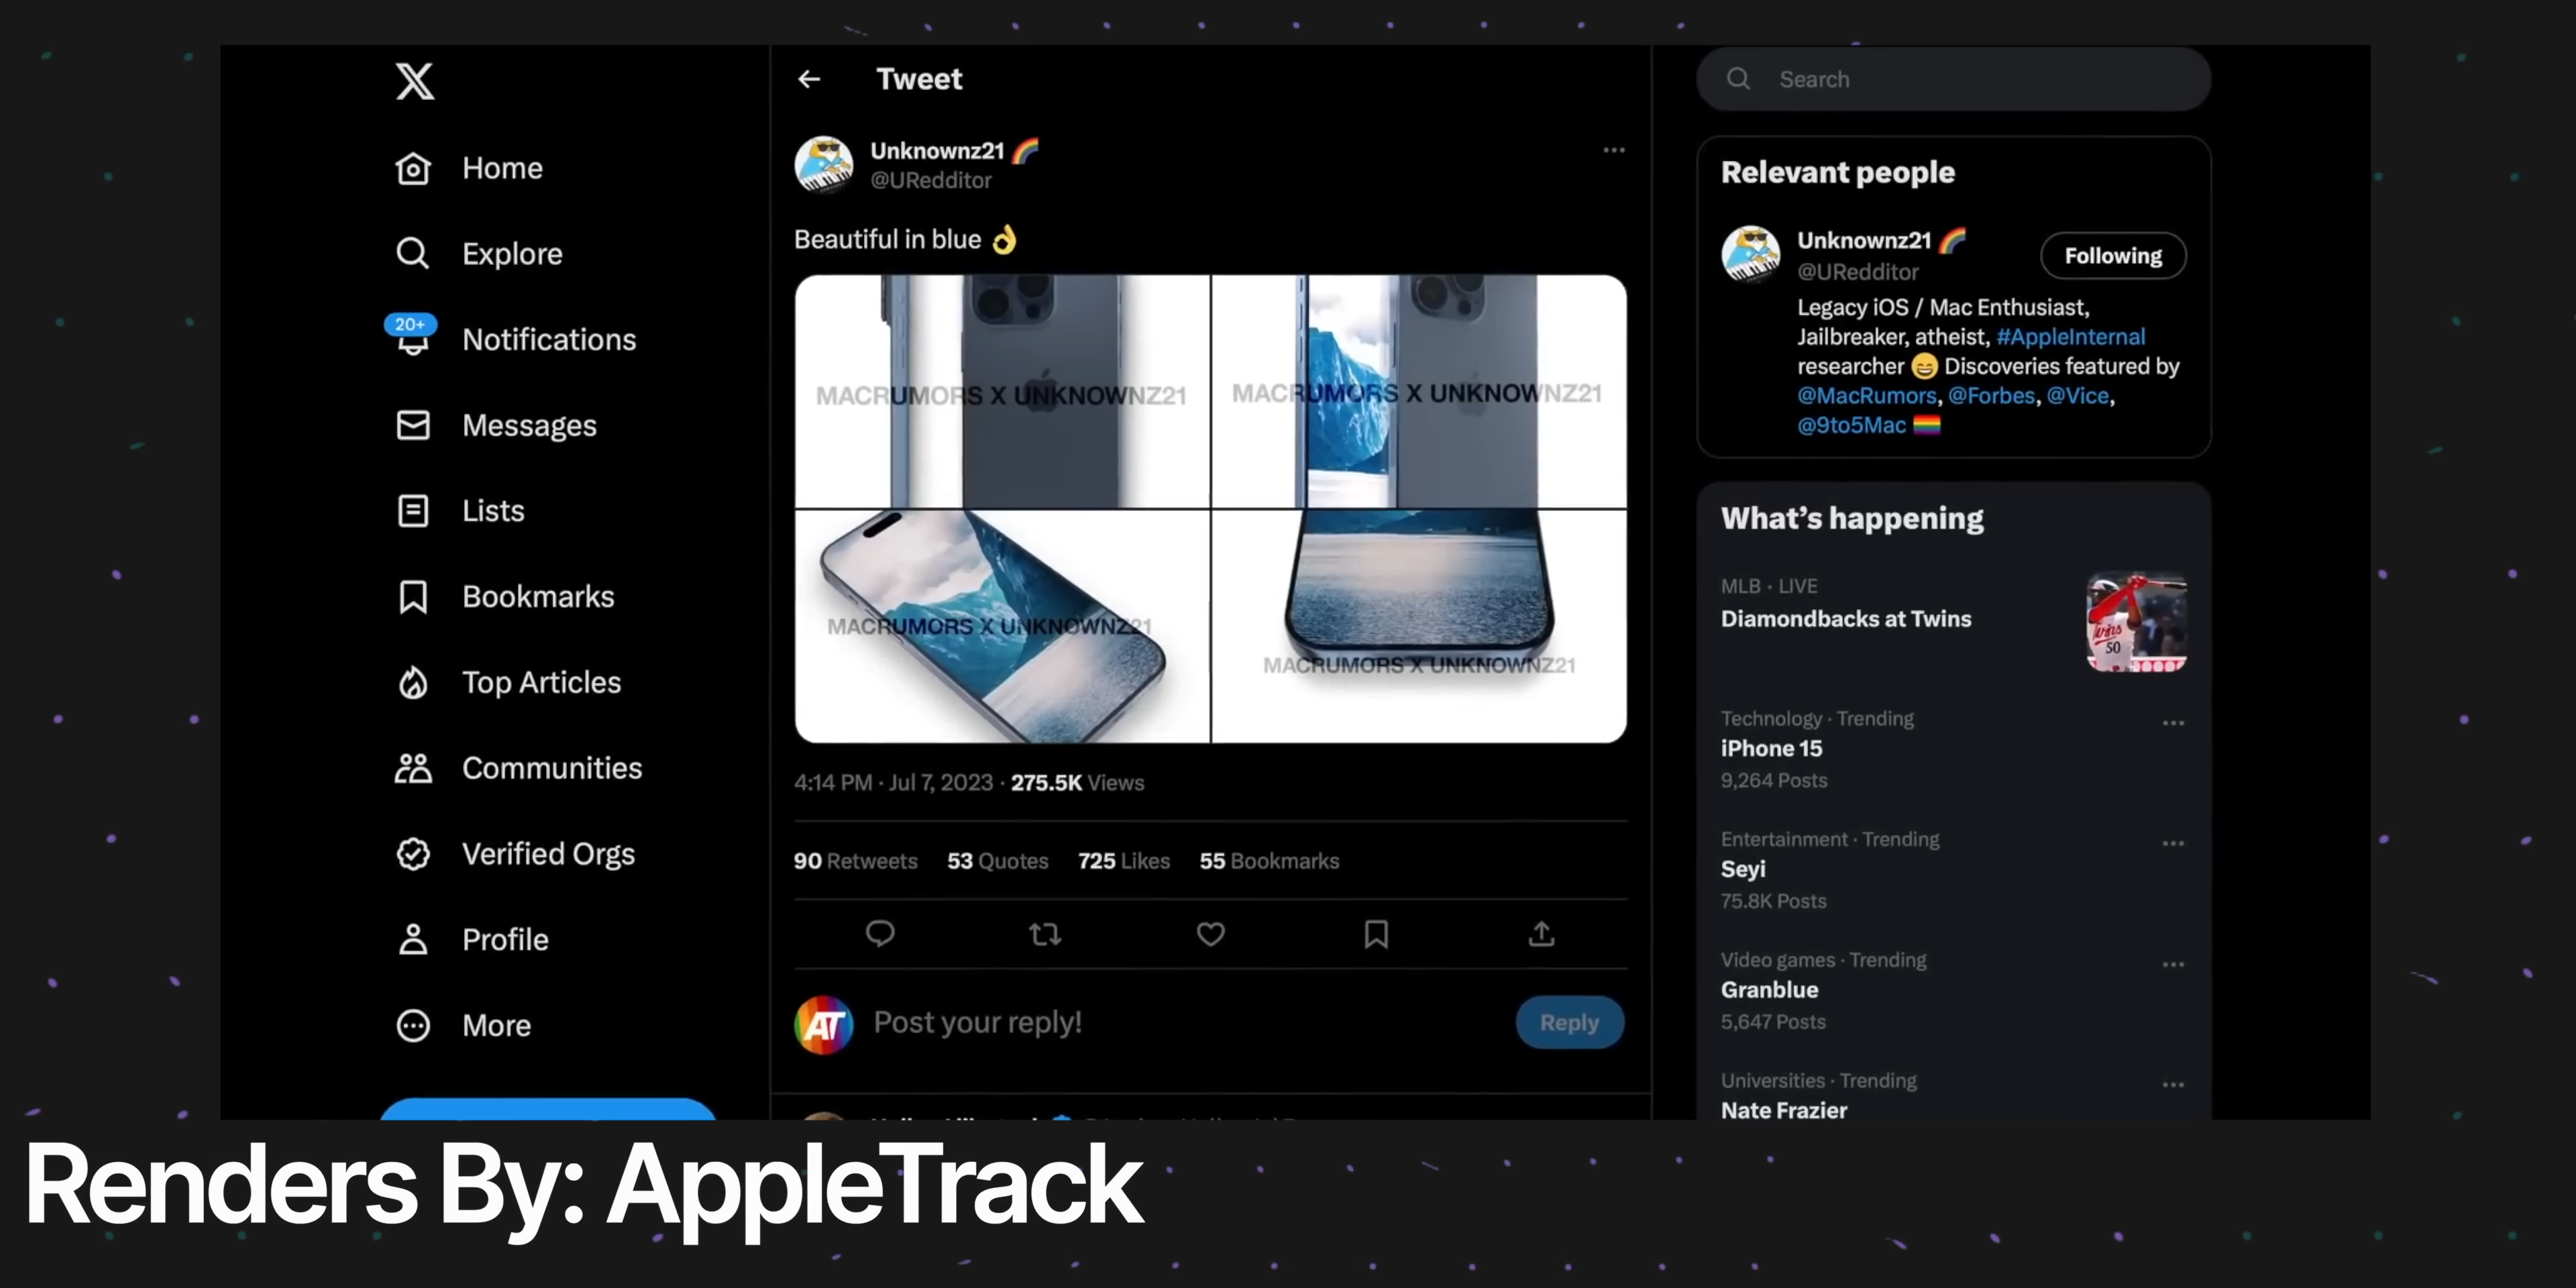 Home
Explore
20+
Notifications
Messages
Lists
Bookmarks
Top Articles
Communities
Verified Orgs
Profile
More
Tweet
Unknownz21 🌈
@URedditor
Beautiful in blue 👌
MACRUMORS X UNKNOWNZ21
MACRUMORS X UNKNOWNZ21
MACRUMORS X UNKNOWNZ21
MACRUMORS X UNKNOWNZ21
4:14 PM · Jul 7, 2023 · 275.5K Views
90 Retweets 53 Quotes 725 Likes 55 Bookmarks
AT
Post your reply!
Reply
Search
Relevant people
Unknownz21 🌈
@URedditor
Following
Legacy iOS / Mac Enthusiast,
Jailbreaker, atheist, #AppleInternal
researcher 😄 Discoveries featured by
@MacRumors, @Forbes, @Vice,
@9to5Mac 🏳️‍🌈
What's happening
MLB · LIVE
Diamondbacks at Twins
Twins
50
Technology · Trending
iPhone 15
9,264 Posts
Entertainment · Trending
Seyi
75.8K Posts
Video games · Trending
Granblue
5,647 Posts
Universities · Trending
Nate Frazier
Renders By: AppleTrack